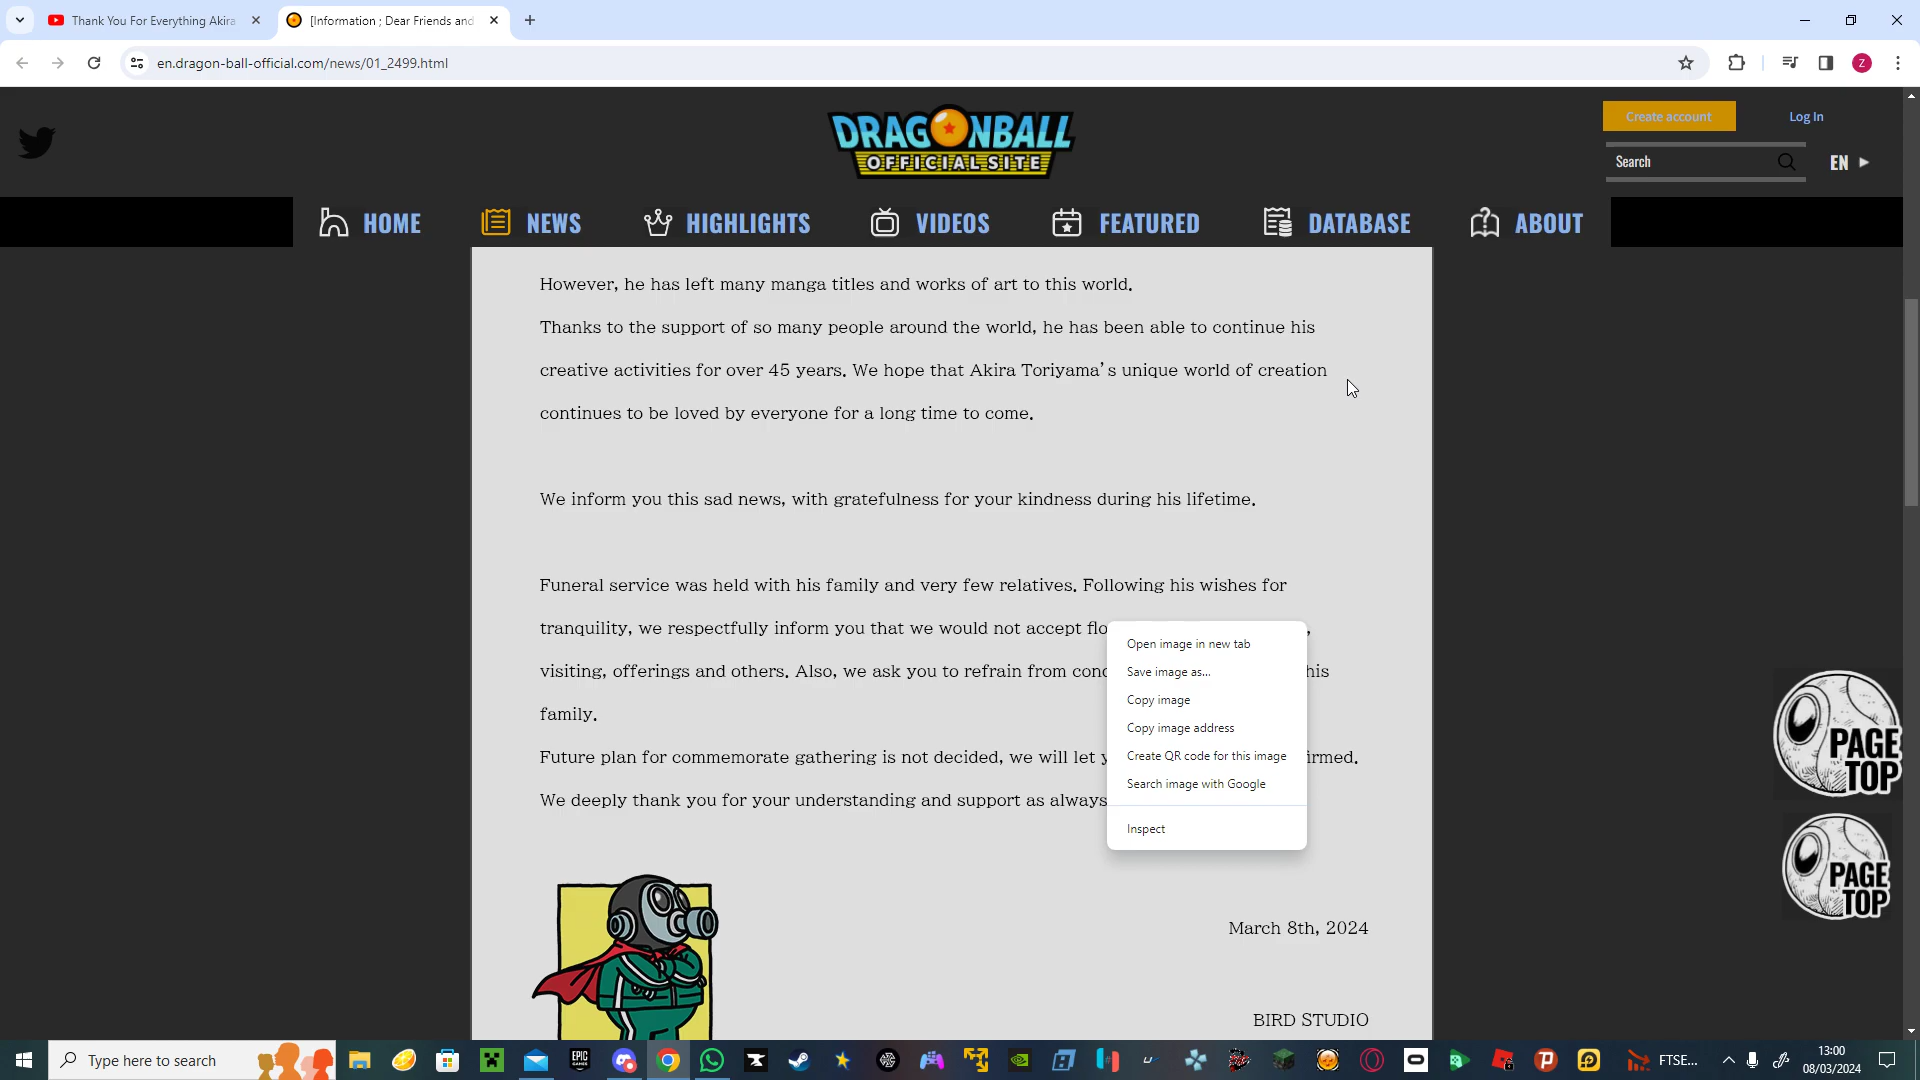 Thank You For Everything Akira
[Information ; Dear Friends and
en.dragon-ball-official.com/news/01_2499.html
Z
DRAGONBALL
OFFICIAL SITE
Create account
Log In
Search
EN
HOME
NEWS
HIGHLIGHTS
VIDEOS
FEATURED
DATABASE
ABOUT
However, he has left many manga titles and works of art to this world.
Thanks to the support of so many people around the world, he has been able to continue his
creative activities for over 45 years. We hope that Akira Toriyama's unique world of creation
continues to be loved by everyone for a long time to come.
We inform you this sad news, with gratefulness for your kindness during his lifetime.
Funeral service was held with his family and very few relatives. Following his wishes for
tranquility, we respectfully inform you that we would not accept flo ,
visiting, offerings and others. Also, we ask you to refrain from con his
family.
Future plan for commemorate gathering is not decided, we will let y irmed.
We deeply thank you for your understanding and support as always
Open image in new tab
Save image as...
Copy image
Copy image address
Create QR code for this image
Search image with Google
Inspect
PAGE
TOP
PAGE
TOP
March 8th, 2024
BIRD STUDIO
Type here to search
EPIC
GAMES
FTSE...
13:00
08/03/2024